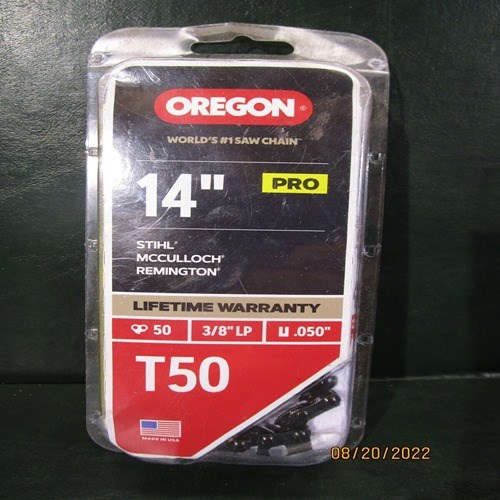 OREGON®
WORLD'S #1 SAW CHAIN™
14" PRO
STIHL®
MCCULLOCH®
REMINGTON®
LIFETIME WARRANTY
50 3/8" LP .050"
T50
MADE IN USA
08/20/2022